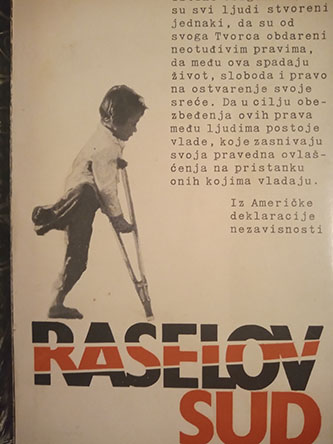 su svi ljudi stvoreni
jednaki, da su od
svoga Tvorca obdareni
neotuđivim pravima,
da među ova spadaju
život, sloboda i pravo
na ostvarenje svoje
sreće. Da u cilju obe-
zbeđenja ovih prava
među ljudima postoje
vlade, koje zasnivaju
svoja pravedna ovlaš-
ćenja na pristanku
onih kojima vladaju.
Iz Američke
deklaracije
nezavisnosti
RASELOV
SUD